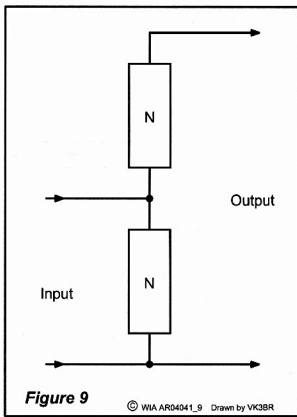 N
Output
N
Input
Figure 9
© WIA AR04041_9 Drawn by VK3BR